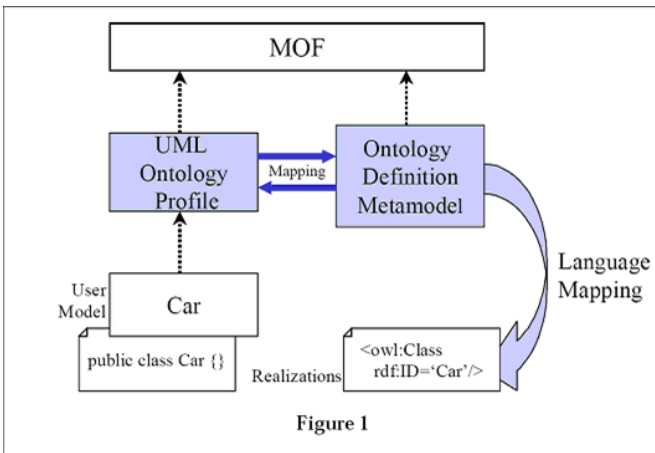 MOF
UML
Ontology
Profile
Mapping
Ontology
Definition
Metamodel
Language
Mapping
User
Model
Car
public class Car {}
Realizations
<owl:Class
rdf:ID=‘Car’/>
Figure 1